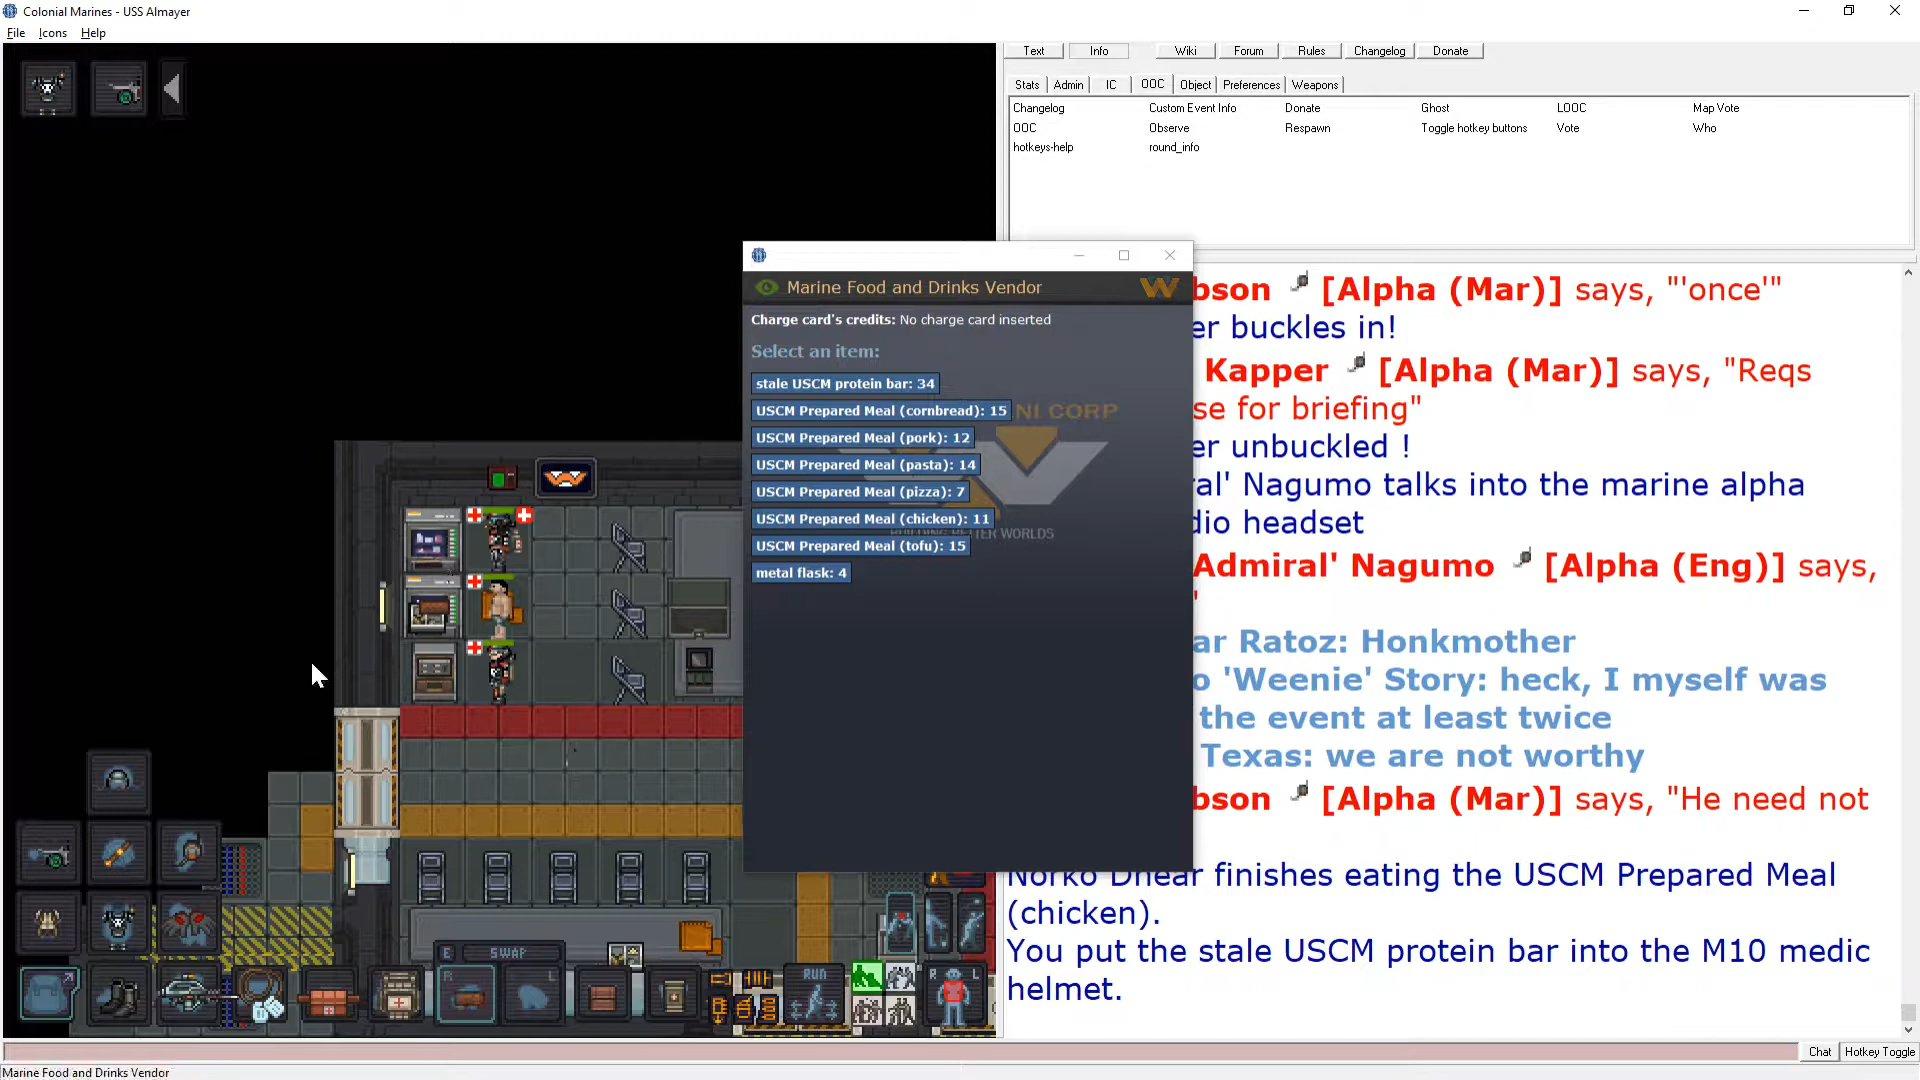 Colonial Marines - USS Almayer
File Icons Help
Text Info Wiki Forum Rules Changelog Donate
Stats Admin IC OOC Object Preferences Weapons
Changelog Custom Event Info Donate Ghost LOOC Map Vote
OOC Observe Respawn Toggle hotkey buttons Vote Who
hotkeys-help round_info
Marine Food and Drinks Vendor
Charge card's credits: No charge card inserted
Select an item:
stale USCM protein bar: 34
USCM Prepared Meal (cornbread): 15
NI CORP
USCM Prepared Meal (pork): 12
USCM Prepared Meal (pasta): 14
USCM Prepared Meal (pizza): 7
USCM Prepared Meal (chicken): 11
BUILDING BETTER WORLDS
USCM Prepared Meal (tofu): 15
metal flask: 4
bson [Alpha (Mar)] says, "'once'"
er buckles in!
Kapper [Alpha (Mar)] says, "Reqs
se for briefing"
er unbuckled !
ral' Nagumo talks into the marine alpha
dio headset
Admiral' Nagumo [Alpha (Eng)] says,
"
ar Ratoz: Honkmother
o 'Weenie' Story: heck, I myself was
the event at least twice
Texas: we are not worthy
bson [Alpha (Mar)] says, "He need not
Norko Dhear finishes eating the USCM Prepared Meal
(chicken).
You put the stale USCM protein bar into the M10 medic
helmet.
E SWAP
R L
RUN
R L
Chat Hotkey Toggle
Marine Food and Drinks Vendor